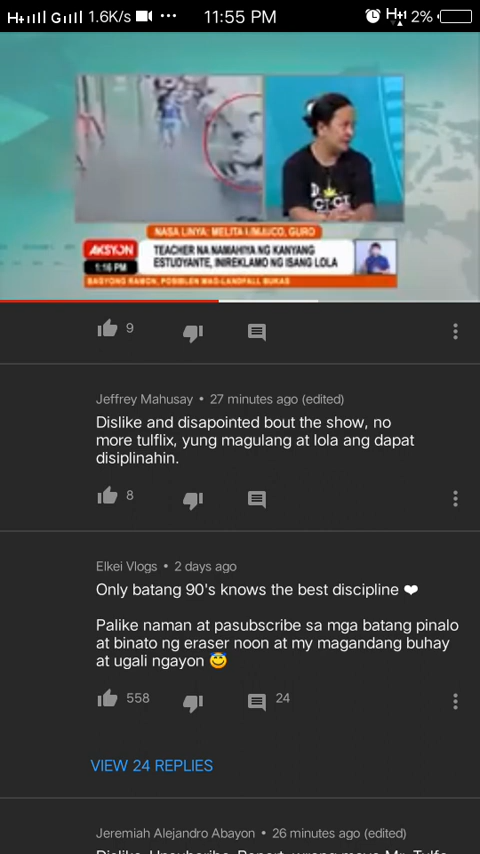 1.6K/s ••• 11:55 PM 2%
CT CT
NASA LINYA: MELITA LIMJUCO, GURO
AKSYON
1:16 PM
TEACHER NA NAMAHIYA NG KANYANG
ESTUDYANTE, INIREKLAMO NG ISANG LOLA
BAGYONG RAMON, POSIBLEN MAG-LANDFALL BUKAS
9
Jeffrey Mahusay • 27 minutes ago (edited)
Dislike and disapointed bout the show, no
more tulflix, yung magulang at lola ang dapat
disiplinahin.
8
Elkei Vlogs • 2 days ago
Only batang 90's knows the best discipline ❤
Palike naman at pasubscribe sa mga batang pinalo
at binato ng eraser noon at my magandang buhay
at ugali ngayon 😇
558 24
VIEW 24 REPLIES
Jeremiah Alejandro Abayon • 26 minutes ago (edited)